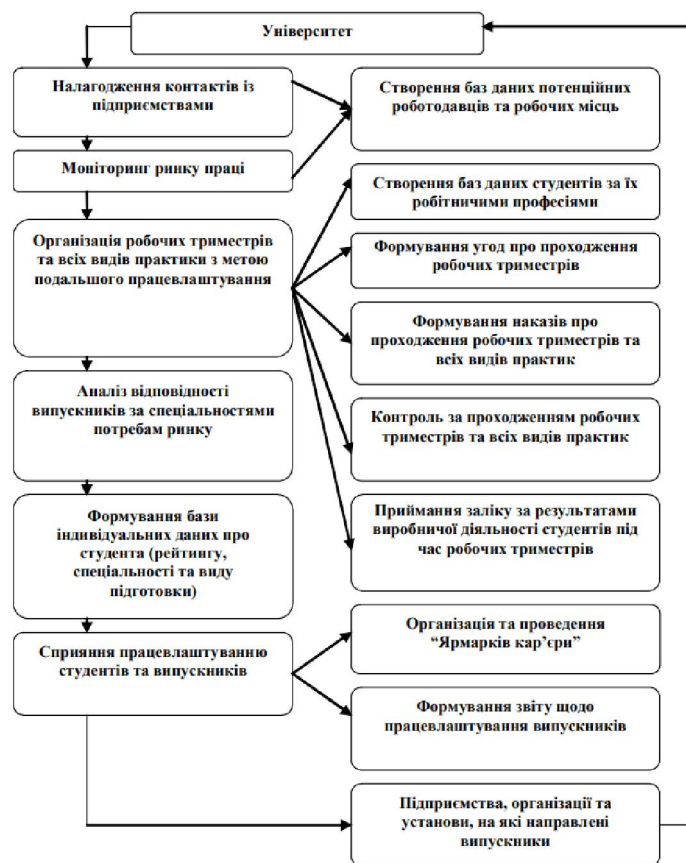 Університет
Налагодження контактів із
підприємствами
Створення баз даних потенційних
роботодавців та робочих місць
Моніторинг ринку праці
Створення баз даних студентів за їх
робітничими професіями
Організація робочих триместрів
та всіх видів практики з метою
подальшого працевлаштування
Формування угод про проходження
робочих триместрів
Формування наказів про
проходження робочих триместрів та
всіх видів практик
Аналіз відповідності
випускників за спеціальностями
потребам ринку
Контроль за проходженням робочих
триместрів та всіх видів практик
Формування бази
індивідуальних даних про
студента (рейтингу,
спеціальності та виду
підготовки)
Приймання заліку за результатами
виробничої діяльності студентів під
час робочих триместрів
Сприяння працевлаштуванню
студентів та випускників
Організація та проведення
“Ярмарків кар’єри”
Формування звіту щодо
працевлаштування випускників
Підприємства, організації та
установи, на які направлені
випускники